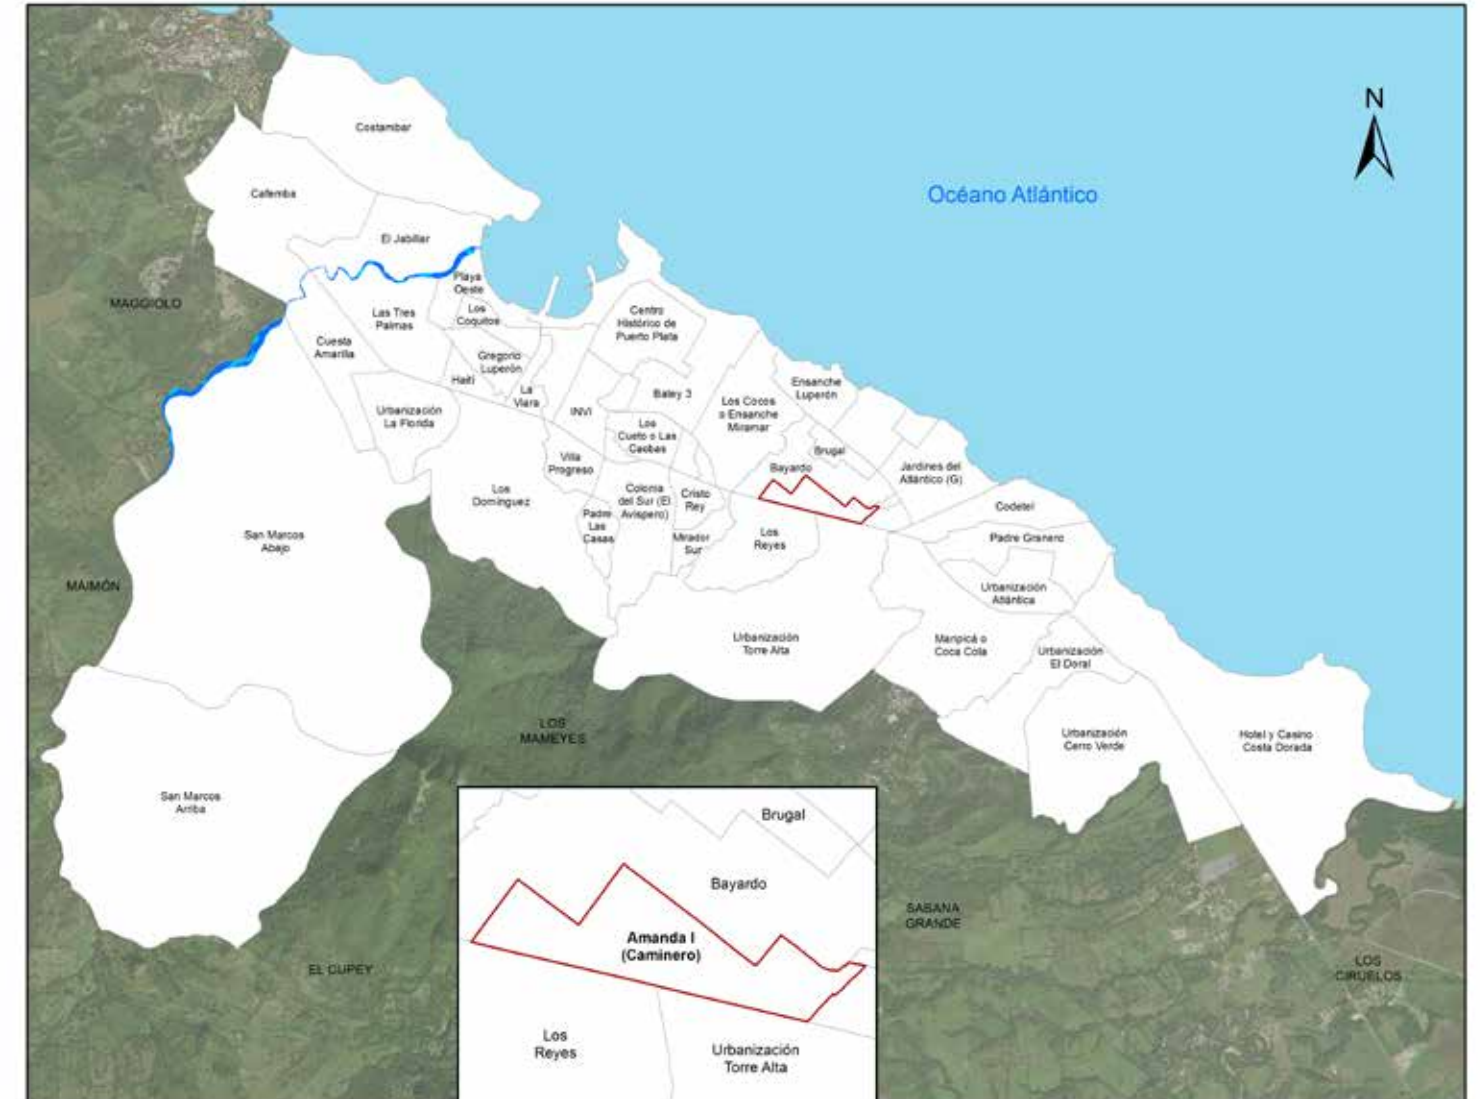 N
Océano Atlántico
Costambar
Cafemba
El Jabillar
MAGGIOLO
Playa
Oeste
Los
Coquitos
Las Tres
Palmas
Cuesta
Amarilla
Gregorio
Luperón
Haití
La
Viara
Urbanización
La Florida
INVI
Centro
Histórico de
Puerto Plata
Batey 3
Los
Cueto o Las
Caobas
Los Cocos
o Ensanche
Miramar
Ensanche
Luperón
Brugal
Bayardo
Jardines del
Atlántico (G)
Villa
Progreso
Los
Domínguez
Colonia
del Sur (El
Avispero)
Cristo
Rey
Padre
Las
Casas
Mirador
Sur
Los
Reyes
Codetel
Padre Granero
Urbanización
Atlántica
San Marcos
Abajo
MAIMÓN
Urbanización
Torre Alta
Maripicá o
Coca Cola
Urbanización
El Doral
LOS
MAMEYES
Urbanización
Cerro Verde
Hotel y Casino
Costa Dorada
San Marcos
Arriba
EL CUPEY
SABANA
GRANDE
LOS
CIRUELOS
Brugal
Bayardo
Amanda I
(Caminero)
Los
Reyes
Urbanización
Torre Alta